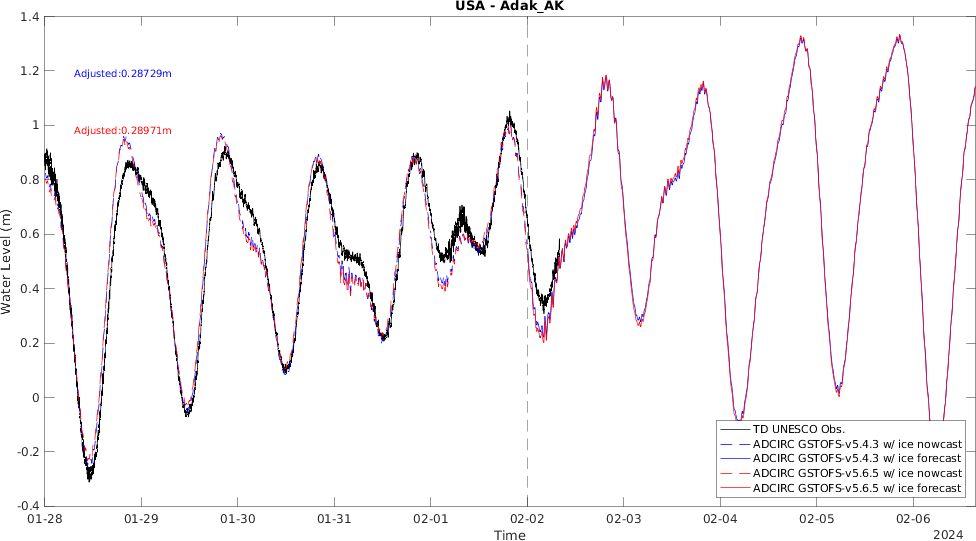 USA - Adak_AK
1.4
1.2
1
0.8
0.6
0.4
0.2
0
-0.2
-0.4
Water Level (m)
Adjusted:0.28729m
Adjusted:0.28971m
TD UNESCO Obs.
ADCIRC GSTOFS-v5.4.3 w/ ice nowcast
ADCIRC GSTOFS-v5.4.3 w/ ice forecast
ADCIRC GSTOFS-v5.6.5 w/ ice nowcast
ADCIRC GSTOFS-v5.6.5 w/ ice forecast
01-28 01-29 01-30 01-31 02-01 02-02 02-03 02-04 02-05 02-06
Time
2024